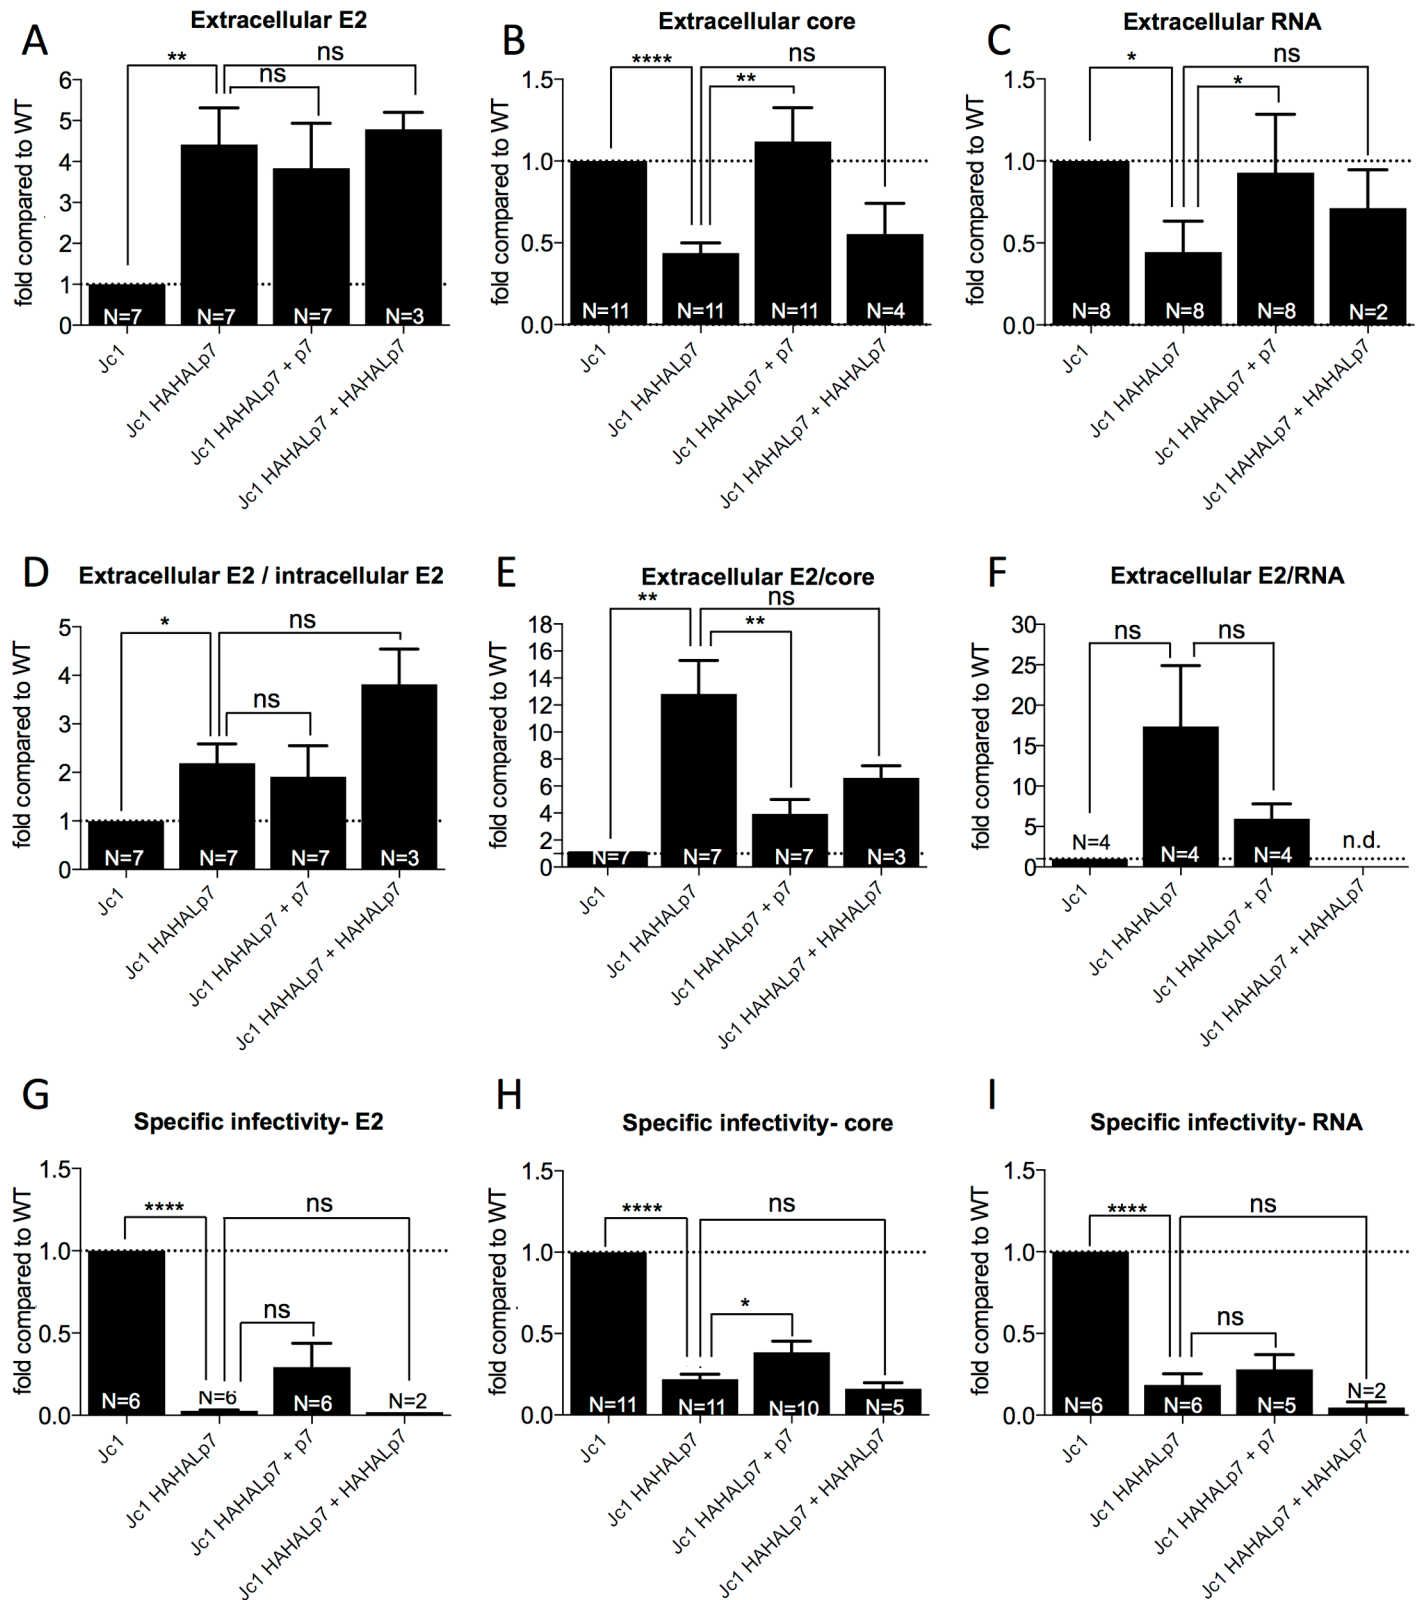 A
Extracellular E2
fold compared to WT
6
5
4
3
2
1
0
**
ns
ns
N=7
N=7
N=7
N=3
Jc1
Jc1 HAHALp7
Jc1 HAHALp7 + p7
Jc1 HAHALp7 + HAHALp7
B
Extracellular core
fold compared to WT
1.5
1.0
0.5
0.0
****
ns
**
N=11
N=11
N=11
N=4
Jc1
Jc1 HAHALp7
Jc1 HAHALp7 + p7
Jc1 HAHALp7 + HAHALp7
C
Extracellular RNA
fold compared to WT
1.5
1.0
0.5
0.0
*
ns
*
N=8
N=8
N=8
N=2
Jc1
Jc1 HAHALp7
Jc1 HAHALp7 + p7
Jc1 HAHALp7 + HAHALp7
D
Extracellular E2 / intracellular E2
fold compared to WT
5
4
3
2
1
0
*
ns
ns
N=7
N=7
N=7
N=3
Jc1
Jc1 HAHALp7
Jc1 HAHALp7 + p7
Jc1 HAHALp7 + HAHALp7
E
Extracellular E2/core
fold compared to WT
18
16
14
12
10
8
6
4
2
1
0
**
ns
**
N=7
N=7
N=7
N=3
Jc1
Jc1 HAHALp7
Jc1 HAHALp7 + p7
Jc1 HAHALp7 + HAHALp7
F
Extracellular E2/RNA
fold compared to WT
30
25
20
15
10
5
0
ns
ns
N=4
N=4
N=4
n.d.
Jc1
Jc1 HAHALp7
Jc1 HAHALp7 + p7
Jc1 HAHALp7 + HAHALp7
G
Specific infectivity- E2
fold compared to WT
1.5
1.0
0.5
0.0
****
ns
ns
N=6
N=6
N=6
N=2
Jc1
Jc1 HAHALp7
Jc1 HAHALp7 + p7
Jc1 HAHALp7 + HAHALp7
H
Specific infectivity- core
fold compared to WT
1.5
1.0
0.5
0.0
****
ns
*
N=11
N=11
N=10
N=5
Jc1
Jc1 HAHALp7
Jc1 HAHALp7 + p7
Jc1 HAHALp7 + HAHALp7
I
Specific infectivity- RNA
fold compared to WT
1.5
1.0
0.5
0.0
****
ns
ns
N=6
N=6
N=5
N=2
Jc1
Jc1 HAHALp7
Jc1 HAHALp7 + p7
Jc1 HAHALp7 + HAHALp7